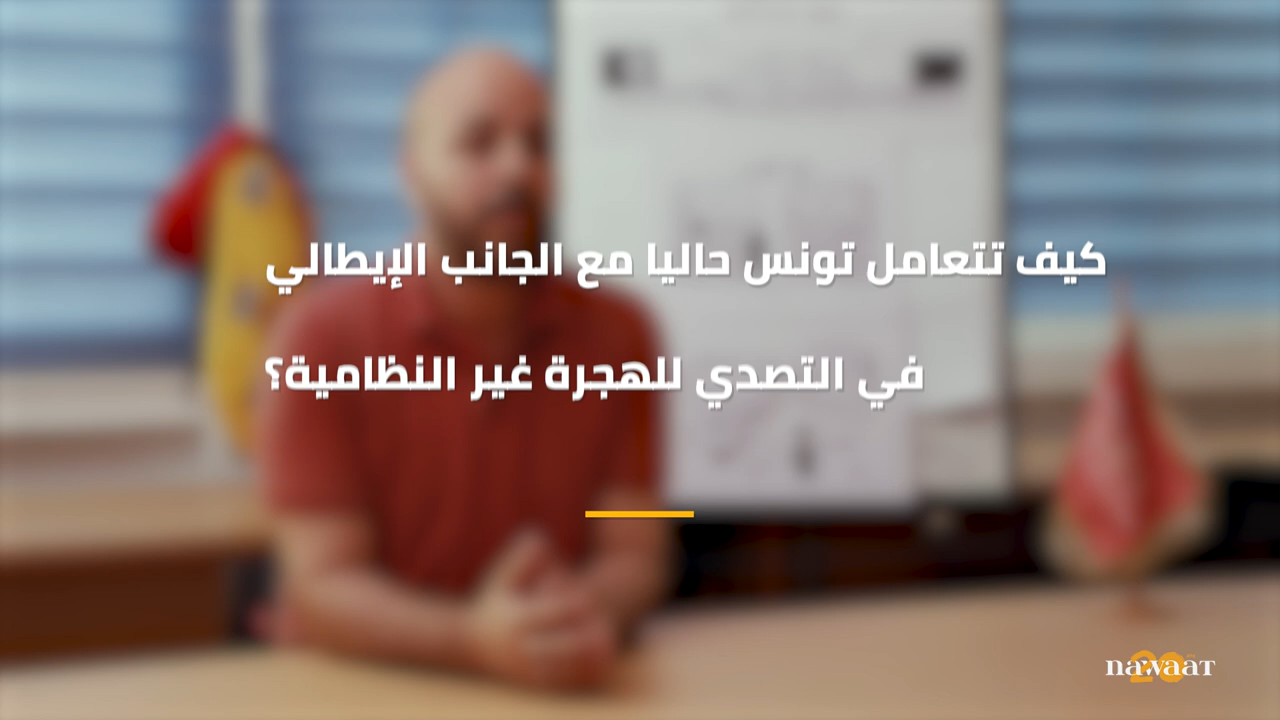 كيف تتعامل تونس حاليا مع الجانب الإيطالي
في التصدي للهجرة غير النظامية؟
nawaat
20